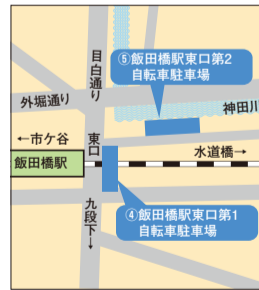 目白通り
⑤飯田橋駅東口第2
自転車駐車場
外堀通り
神田川
←市ケ谷
東口
水道橋→
飯田橋駅
九段下↓
④飯田橋駅東口第1
自転車駐車場